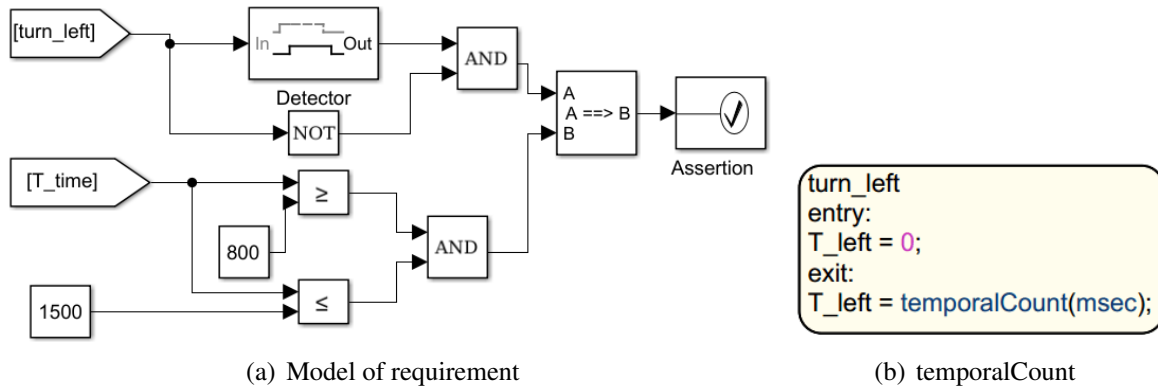 [turn_left]
In
Out
Detector
NOT
AND
A
A ==> B
B
Assertion
[T_time]
≥
800
AND
1500
≤
turn_left
entry:
T_left = 0;
exit:
T_left = temporalCount(msec);
(a) Model of requirement
(b) temporalCount